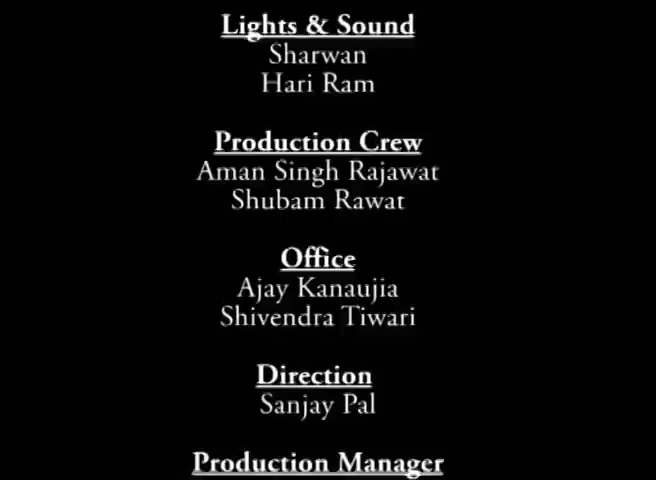 Lights & Sound
Sharwan
Hari Ram
Production Crew
Aman Singh Rajawat
Shubam Rawat
Office
Ajay Kanaujia
Shivendra Tiwari
Direction
Sanjay Pal
Production Manager